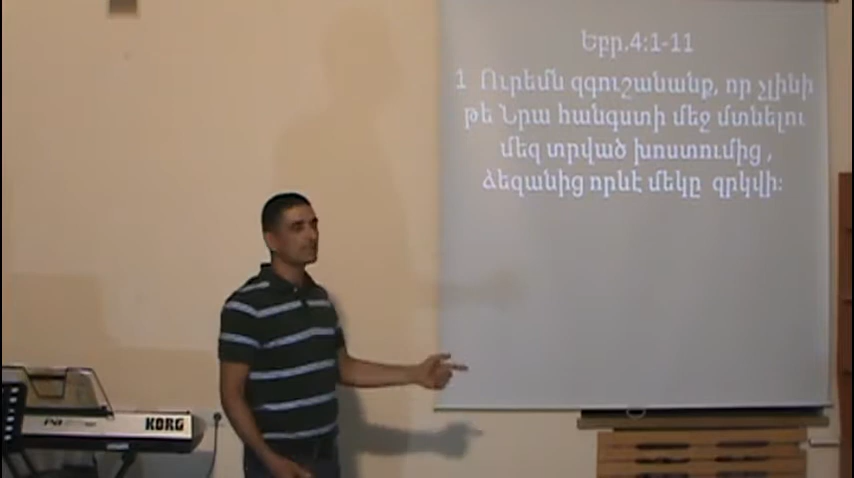 Եբր.4:1-11
1 Ուրեմն զգուշանանք, որ չլինի
թե Նրա հանգստի մեջ մտնելու
մեզ տրված խոստումից ,
ձեզանից որևէ մեկը զրկվի:
KORG